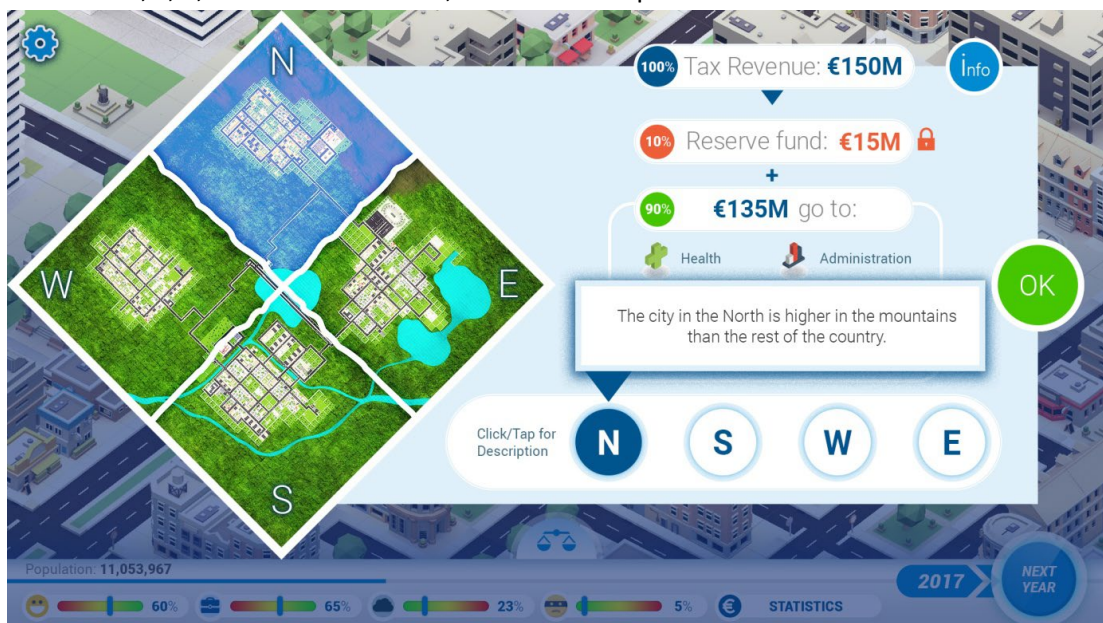 N
W
E
S
100% Tax Revenue: €150M
info
10% Reserve fund: €15M
+
90% €135M go to:
Health Administration
OK
The city in the North is higher in the mountains
than the rest of the country.
Click/Tap for
Description
N S W E
Population: 11,053,967
2017
NEXT
YEAR
60% 65% 23% 5% € STATISTICS